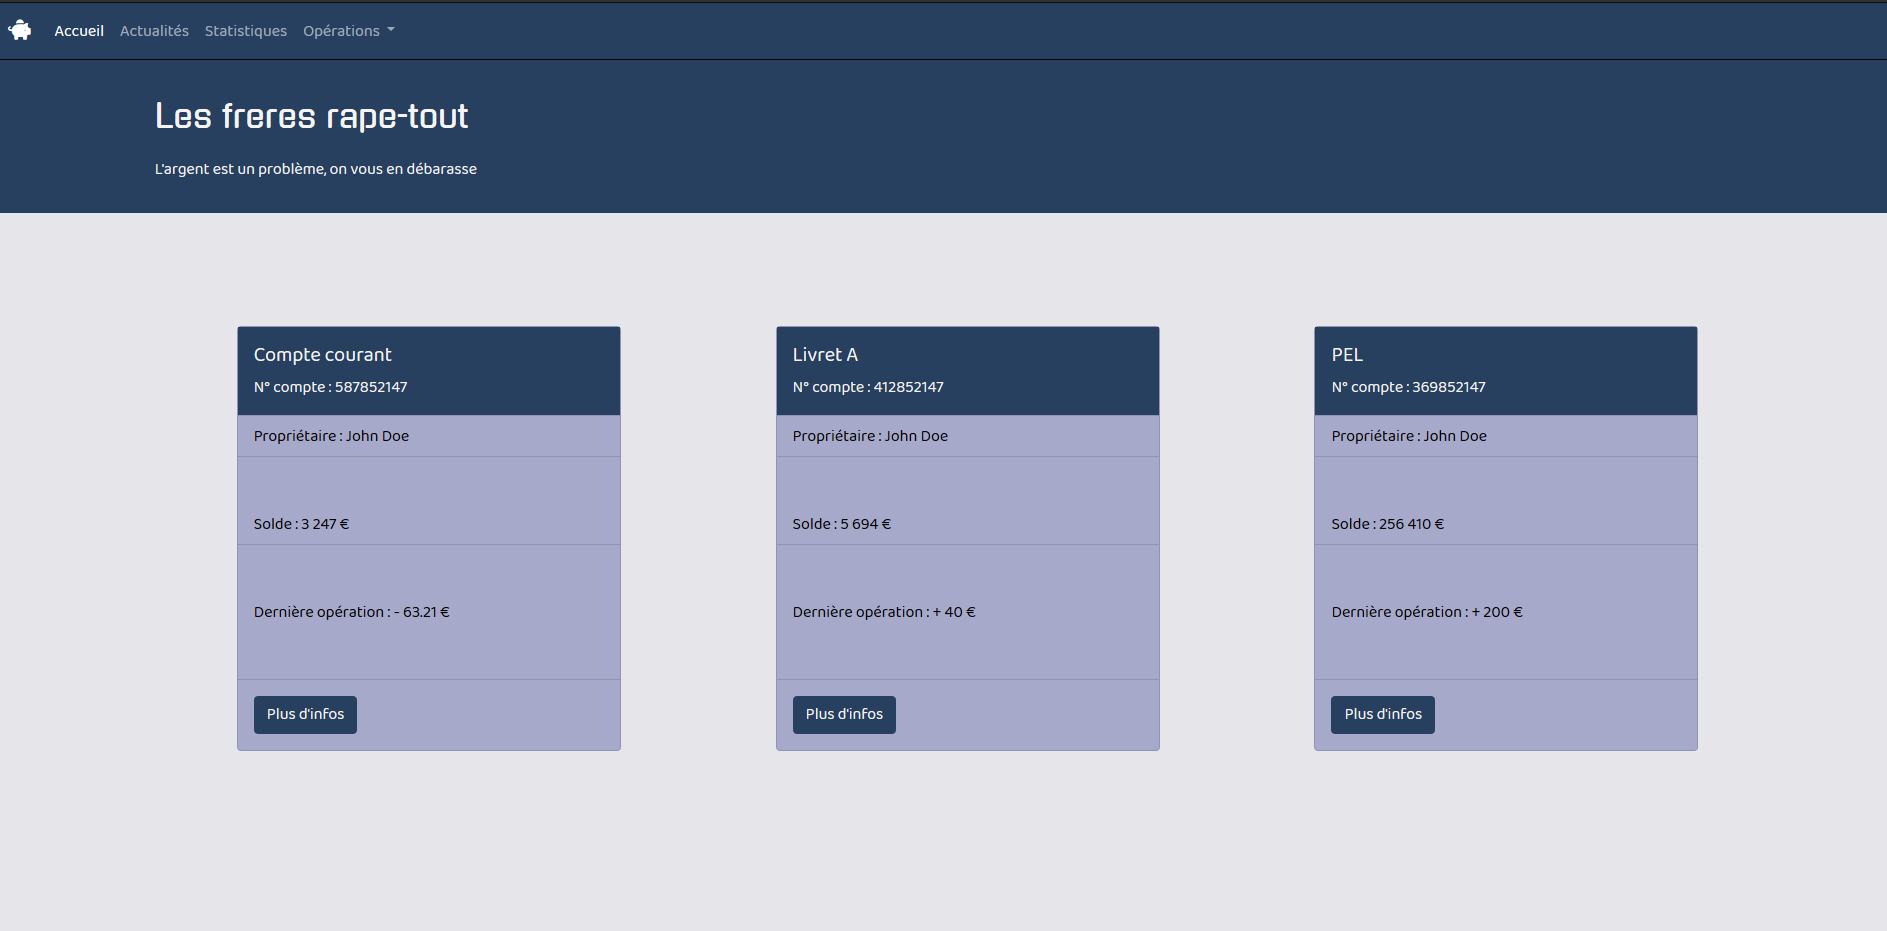 Accueil Actualités Statistiques Opérations
Les freres rape-tout
L'argent est un problème, on vous en débarasse
Compte courant
N° compte : 587852147
Propriétaire : John Doe
Solde : 3 247 €
Dernière opération : - 63.21 €
Plus d'infos
Livret A
N° compte : 412852147
Propriétaire : John Doe
Solde : 5 694 €
Dernière opération : + 40 €
Plus d'infos
PEL
N° compte : 369852147
Propriétaire : John Doe
Solde : 256 410 €
Dernière opération : + 200 €
Plus d'infos